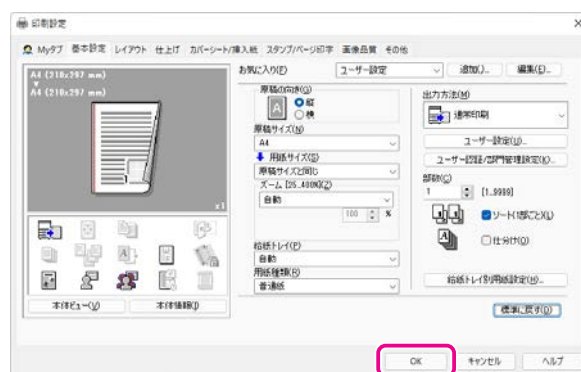 印刷設定
Myタブ 基本設定 レイアウト 仕上げ カバーシート/挿入紙 スタンプ/ページ印字 画像品質 その他
A4 (210x297 mm)
A4 (210x297 mm)
x1
本体ビュー(V)
本体情報(J)
お気に入り(F)
ユーザー設定
追加()...
編集(E)...
原稿の向き(G)
A
縦
横
原稿サイズ(N)
A4
用紙サイズ(S)
原稿サイズと同じ
ズーム [25..400%](Z)
自動
100 %
給紙トレイ(P)
自動
用紙種類(R)
普通紙
出力方法(M)
通常印刷
ユーザー設定(U)...
ユーザー認証/部門管理設定(K)...
部数(C)
1 [1..9999]
ソート(1部ごと)(L)
仕分け(O)
給紙トレイ別用紙設定(H)...
標準に戻す(D)
OK
キャンセル
ヘルプ